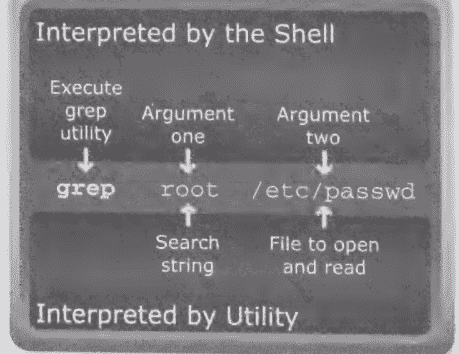 Interpreted by the Shell
Execute
grep
utility
Argument
one
Argument
two
grep root /etc/passwd
Search
string
File to open
and read
Interpreted by Utility